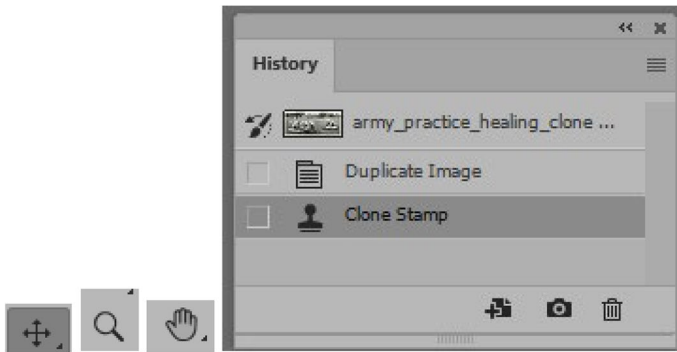 History
army_practice_healing_clone ...
Duplicate Image
Clone Stamp